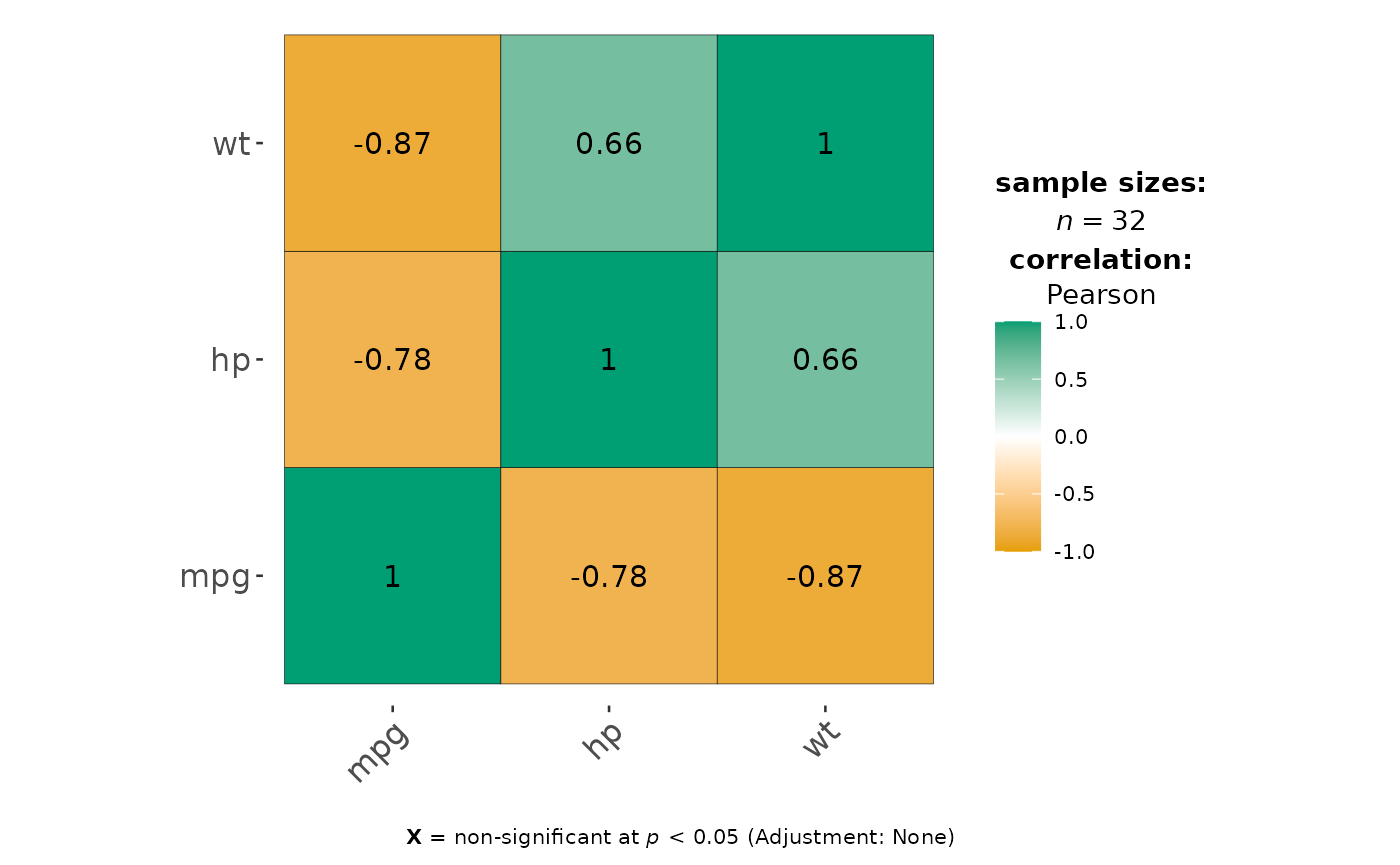 wt
-0.87
0.66
1
hp
-0.78
1
0.66
mpg
1
-0.78
-0.87
mpg
hp
wt
sample sizes:
n = 32
correlation:
Pearson
1.0
0.5
0.0
-0.5
-1.0
X = non-significant at p < 0.05 (Adjustment: None)